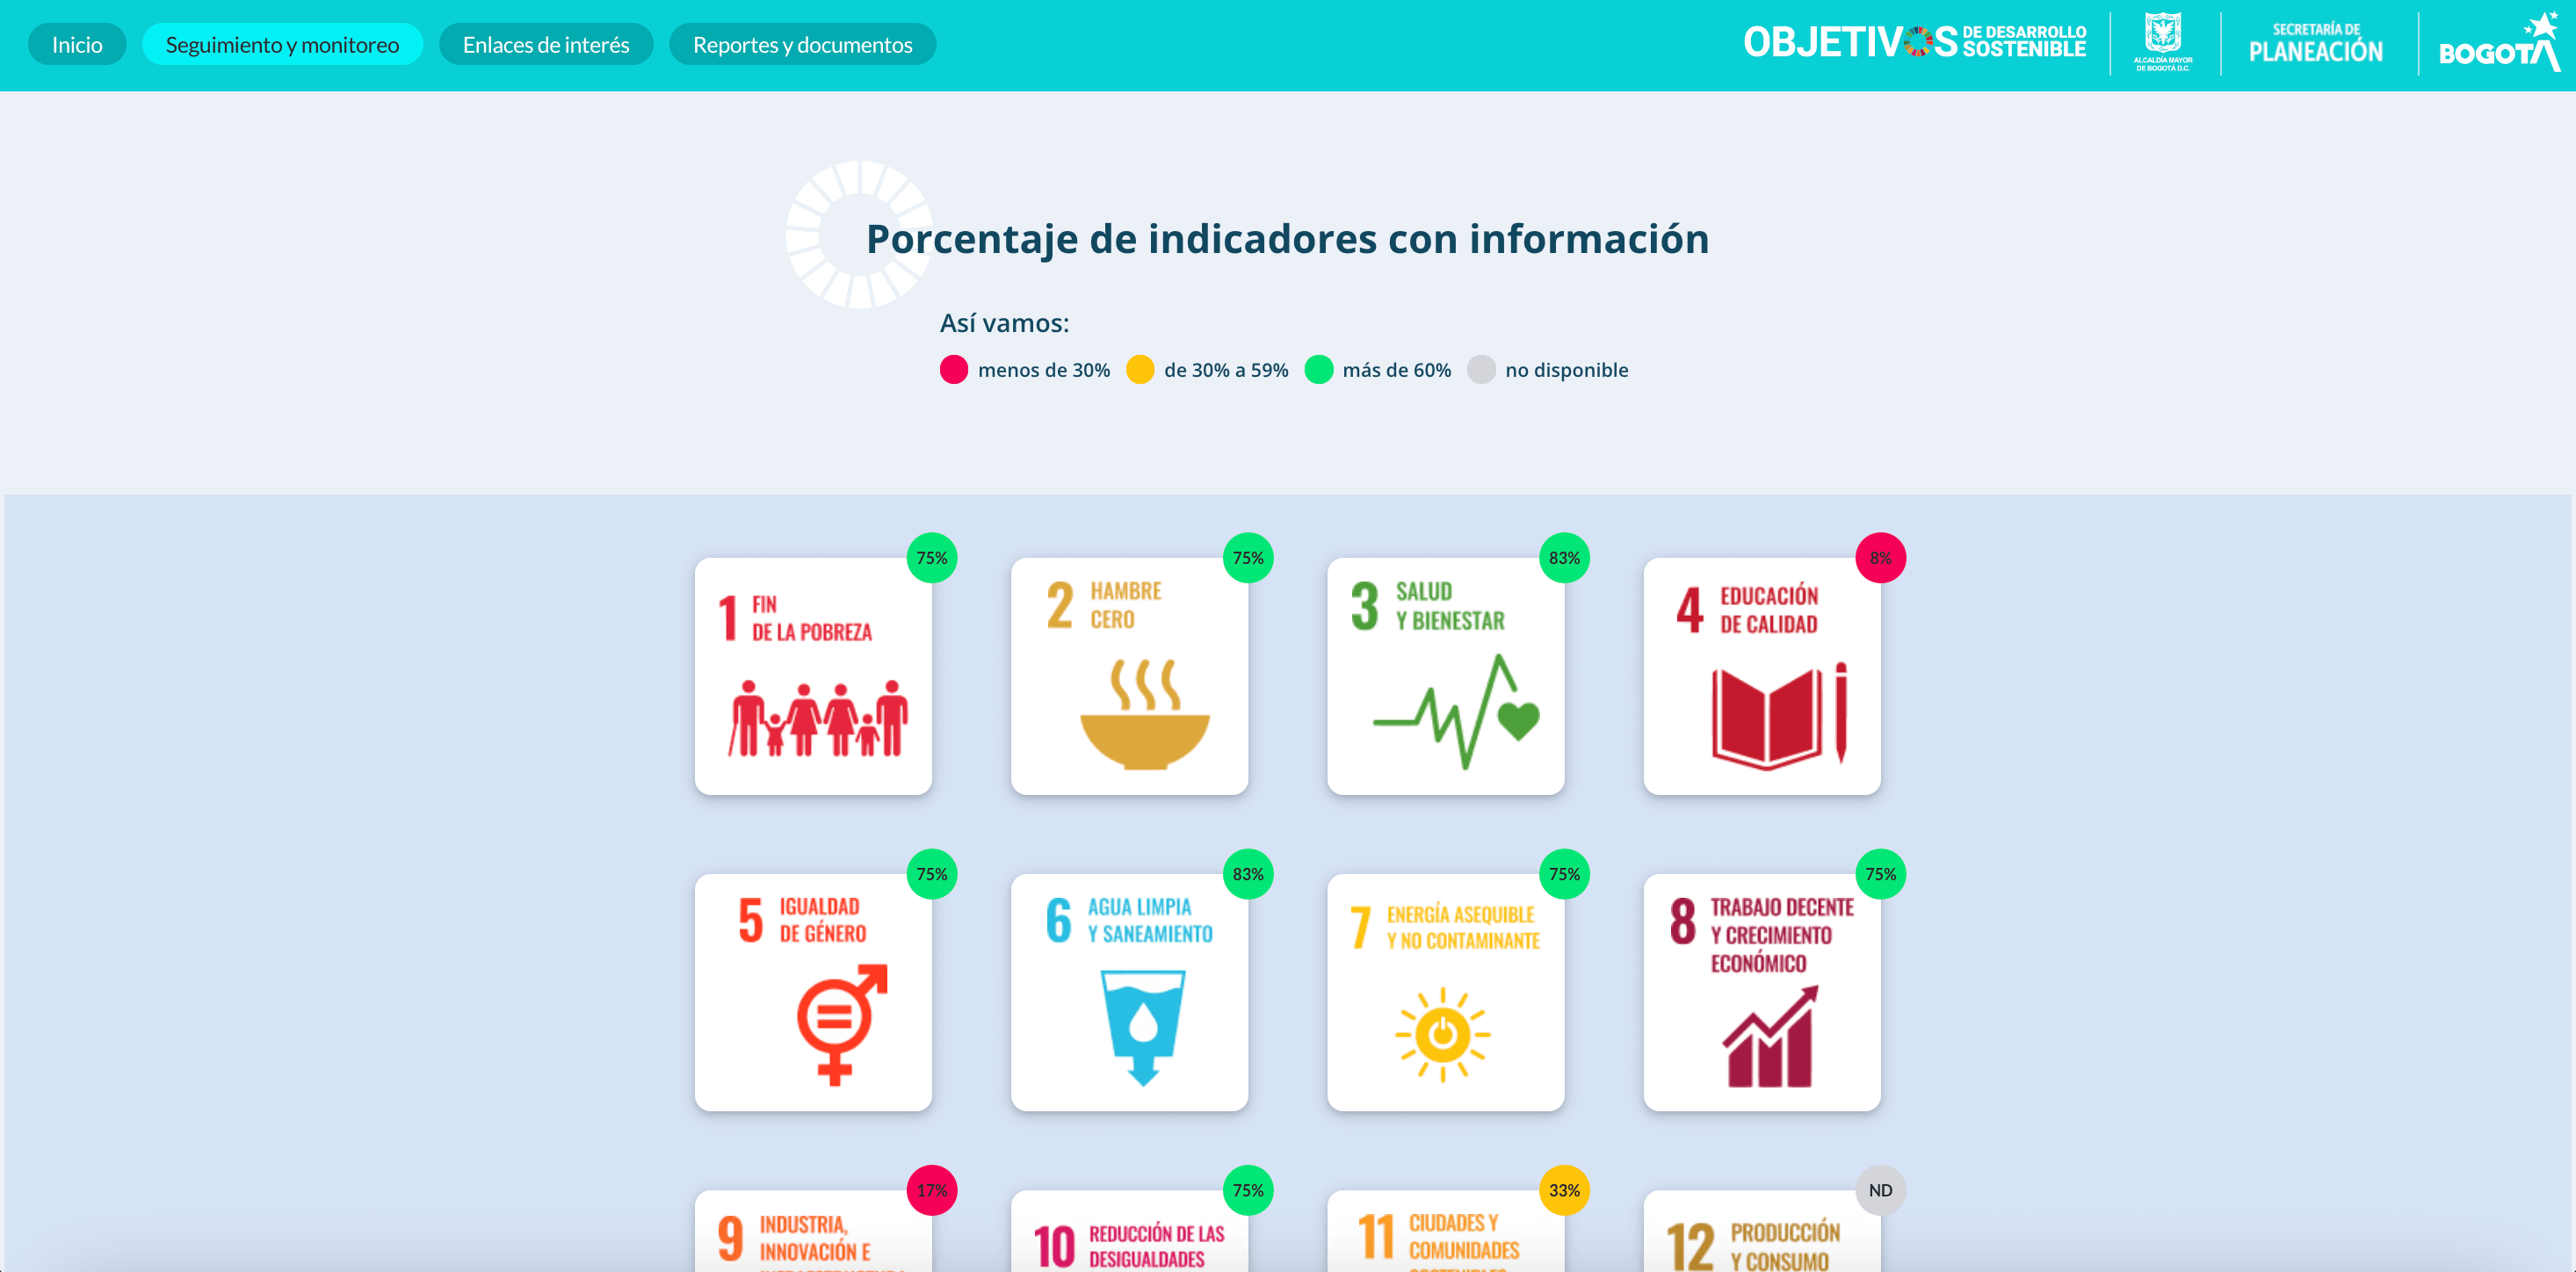 Inicio
Seguimiento y monitoreo
Enlaces de interés
Reportes y documentos
OBJETIVOS
DE DESARROLLO
SOSTENIBLE
ALCALDÍA MAYOR
DE BOGOTÁ D.C.
SECRETARÍA DE
PLANEACIÓN
BOGOTÁ
Porcentaje de indicadores con información
Así vamos:
menos de 30%
de 30% a 59%
más de 60%
no disponible
75%
1 FIN
DE LA POBREZA
75%
2 HAMBRE
CERO
83%
3 SALUD
Y BIENESTAR
8%
4 EDUCACIÓN
DE CALIDAD
75%
5 IGUALDAD
DE GÉNERO
83%
6 AGUA LIMPIA
Y SANEAMIENTO
75%
7 ENERGÍA ASEQUIBLE
Y NO CONTAMINANTE
75%
8 TRABAJO DECENTE
Y CRECIMIENTO
ECONÓMICO
17%
9 INDUSTRIA,
INNOVACIÓN E
75%
10 REDUCCIÓN DE LAS
DESIGUALDADES
33%
11 CIUDADES Y
COMUNIDADES
ND
12 PRODUCCIÓN
Y CONSUMO